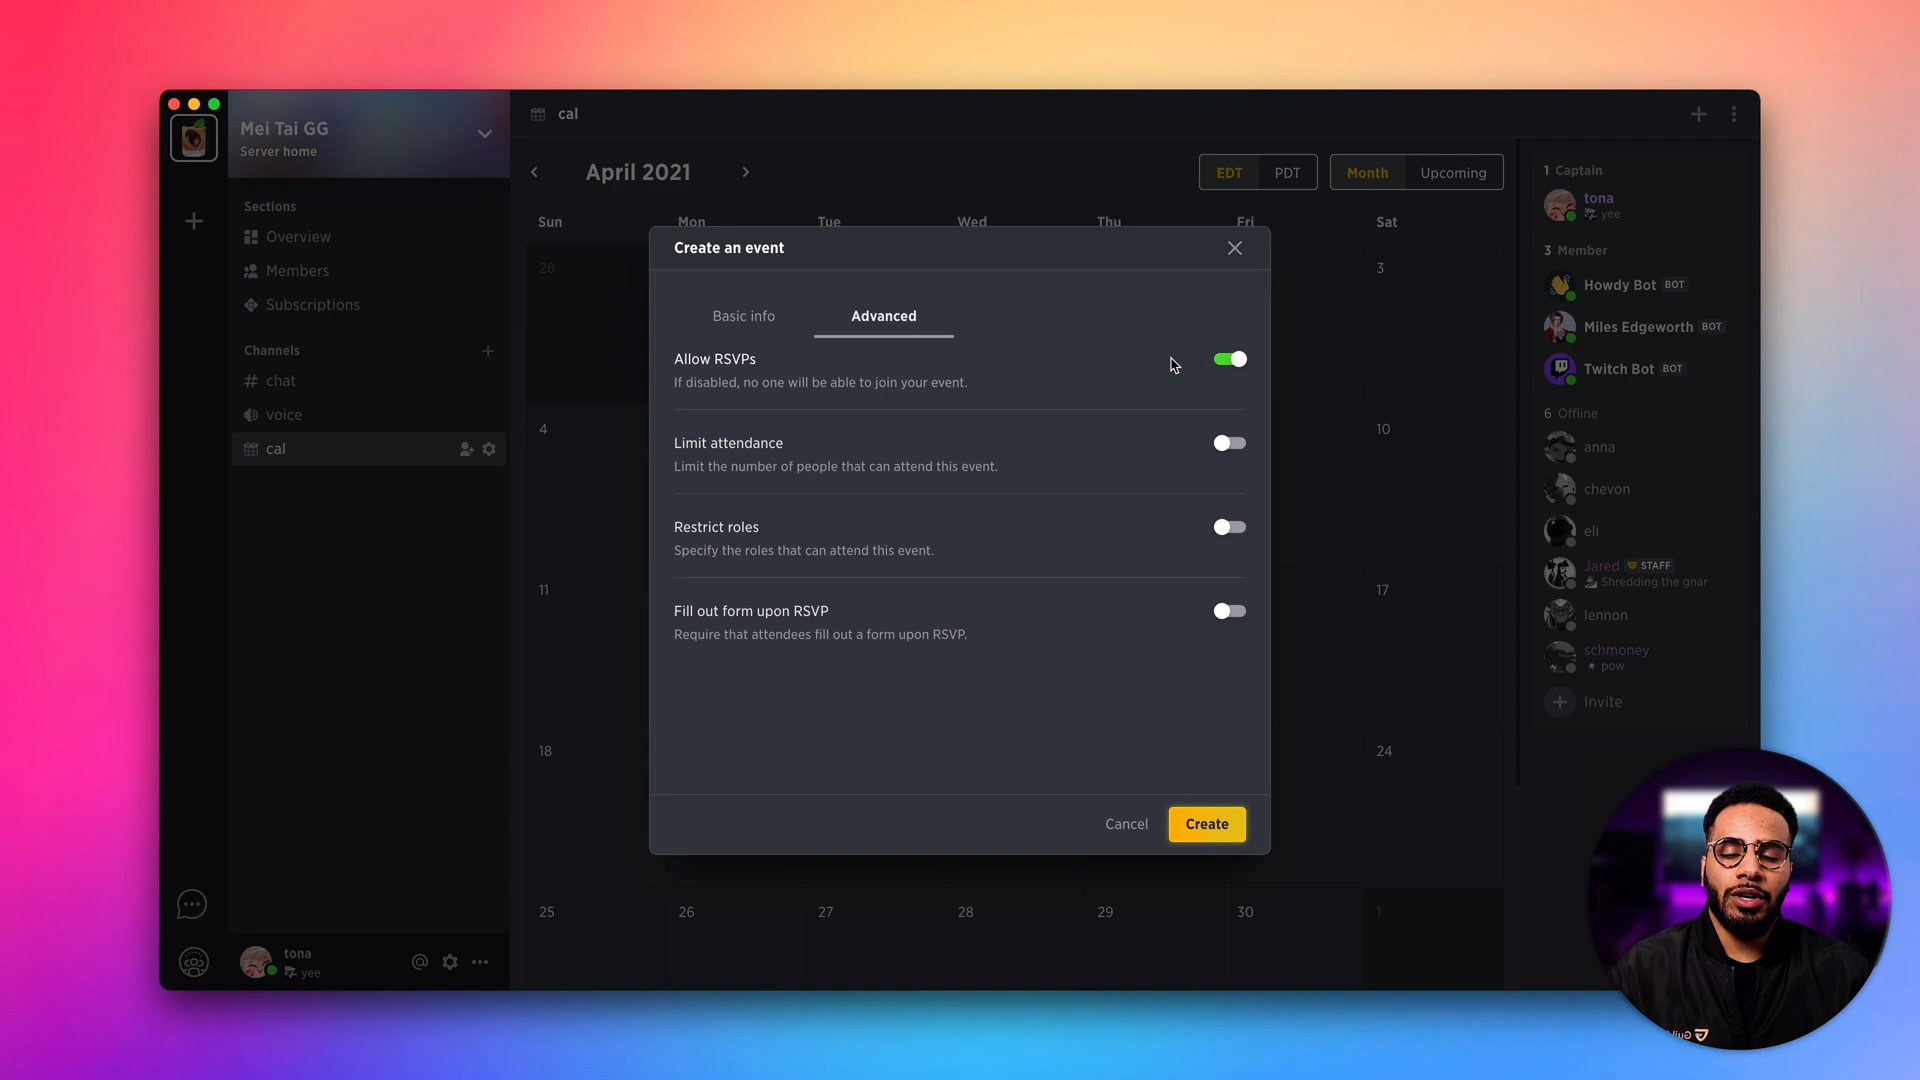 Mei Tai GG
Server home
Sections
Overview
Members
Subscriptions
Channels
chat
voice
cal
tona
yee
cal
April 2021
EDT
PDT
Month
Upcoming
Sun
Mon
Tue
Wed
Thu
Fri
Sat
28
3
4
10
11
17
18
24
25
26
27
28
29
30
1
Create an event
Basic info
Advanced
Allow RSVPs
If disabled, no one will be able to join your event.
Limit attendance
Limit the number of people that can attend this event.
Restrict roles
Specify the roles that can attend this event.
Fill out form upon RSVP
Require that attendees fill out a form upon RSVP.
Cancel
Create
1 Captain
tona
yee
3 Member
Howdy Bot BOT
Miles Edgeworth BOT
Twitch Bot BOT
6 Offline
anna
chevon
eli
Jared STAFF
Shredding the gnar
lennon
schmoney
pow
Invite